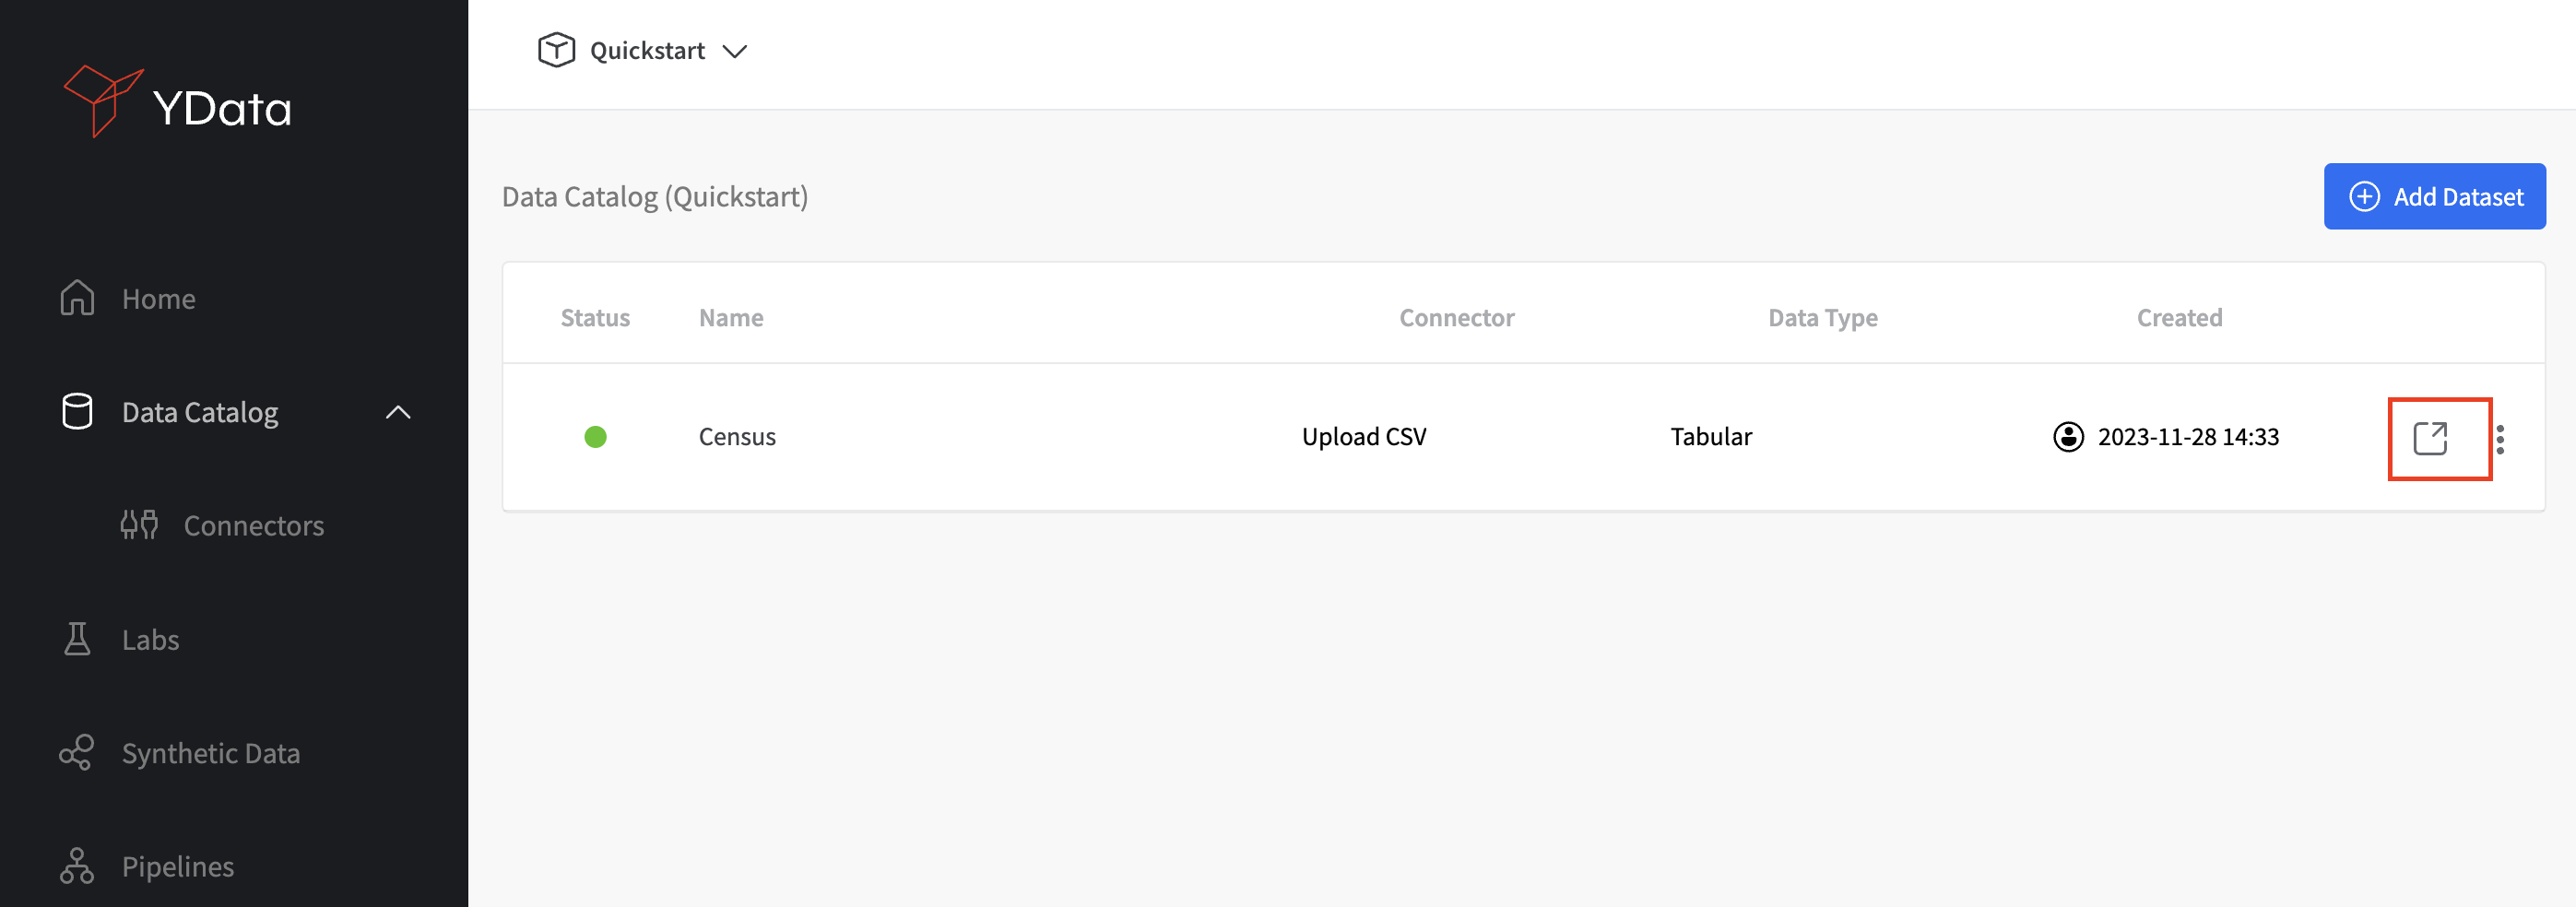 YData
Quickstart
Data Catalog (Quickstart)
Add Dataset
Home
Data Catalog
Connectors
Labs
Synthetic Data
Pipelines
Status Name Connector Data Type Created
Census Upload CSV Tabular 2023-11-28 14:33